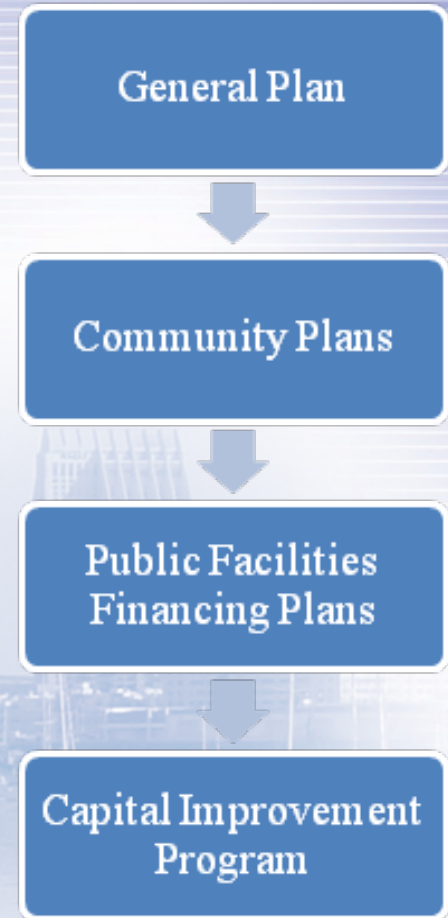 General Plan
Community Plans
Public Facilities
Financing Plans
Capital Improvement
Program